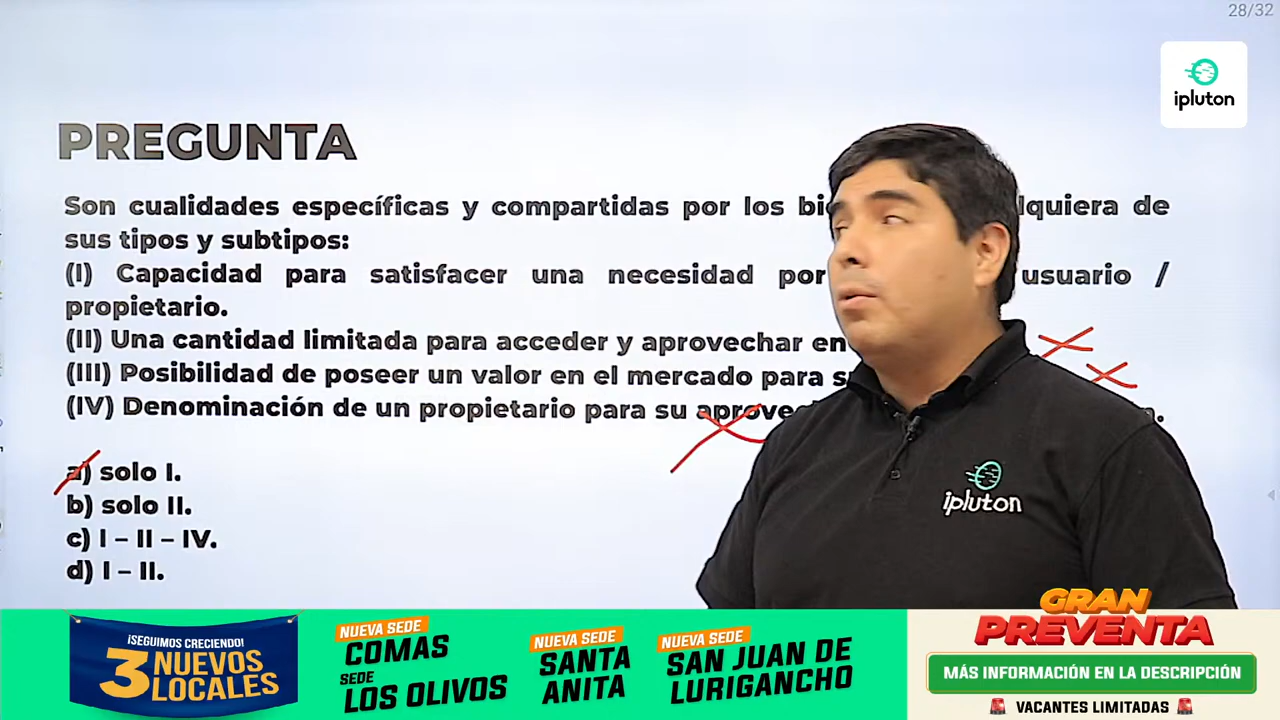 28/32
ipluton
PREGUNTA
Son cualidades específicas y compartidas por los de
sus tipos y subtipos:
(I) Capacidad para satisfacer una necesidad por usuario /
propietario.
(II) Una cantidad limitada para acceder y aprovechar en
(III) Posibilidad de poseer un valor en el mercado para
(IV) Denominación de un propietario para su
a) solo I.
b) solo II.
c) I – II – IV.
d) I – II.
ipluton
¡SEGUIMOS CRECIENDO!
3 NUEVOS
LOCALES
NUEVA SEDE
COMAS
SEDE
LOS OLIVOS
NUEVA SEDE
SANTA
ANITA
NUEVA SEDE
SAN JUAN DE
LURIGANCHO
GRAN
PREVENTA
MÁS INFORMACIÓN EN LA DESCRIPCIÓN
VACANTES LIMITADAS